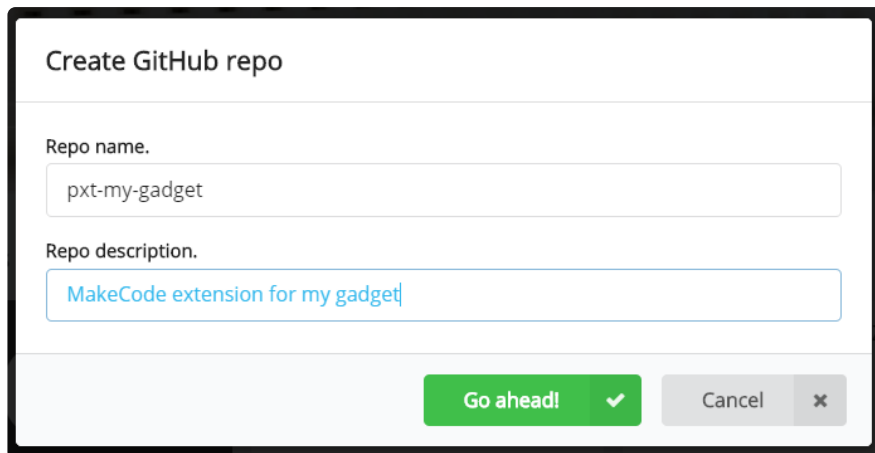 Create GitHub repo
Repo name.
pxt-my-gadget
Repo description.
MakeCode extension for my gadget
Go ahead!
Cancel